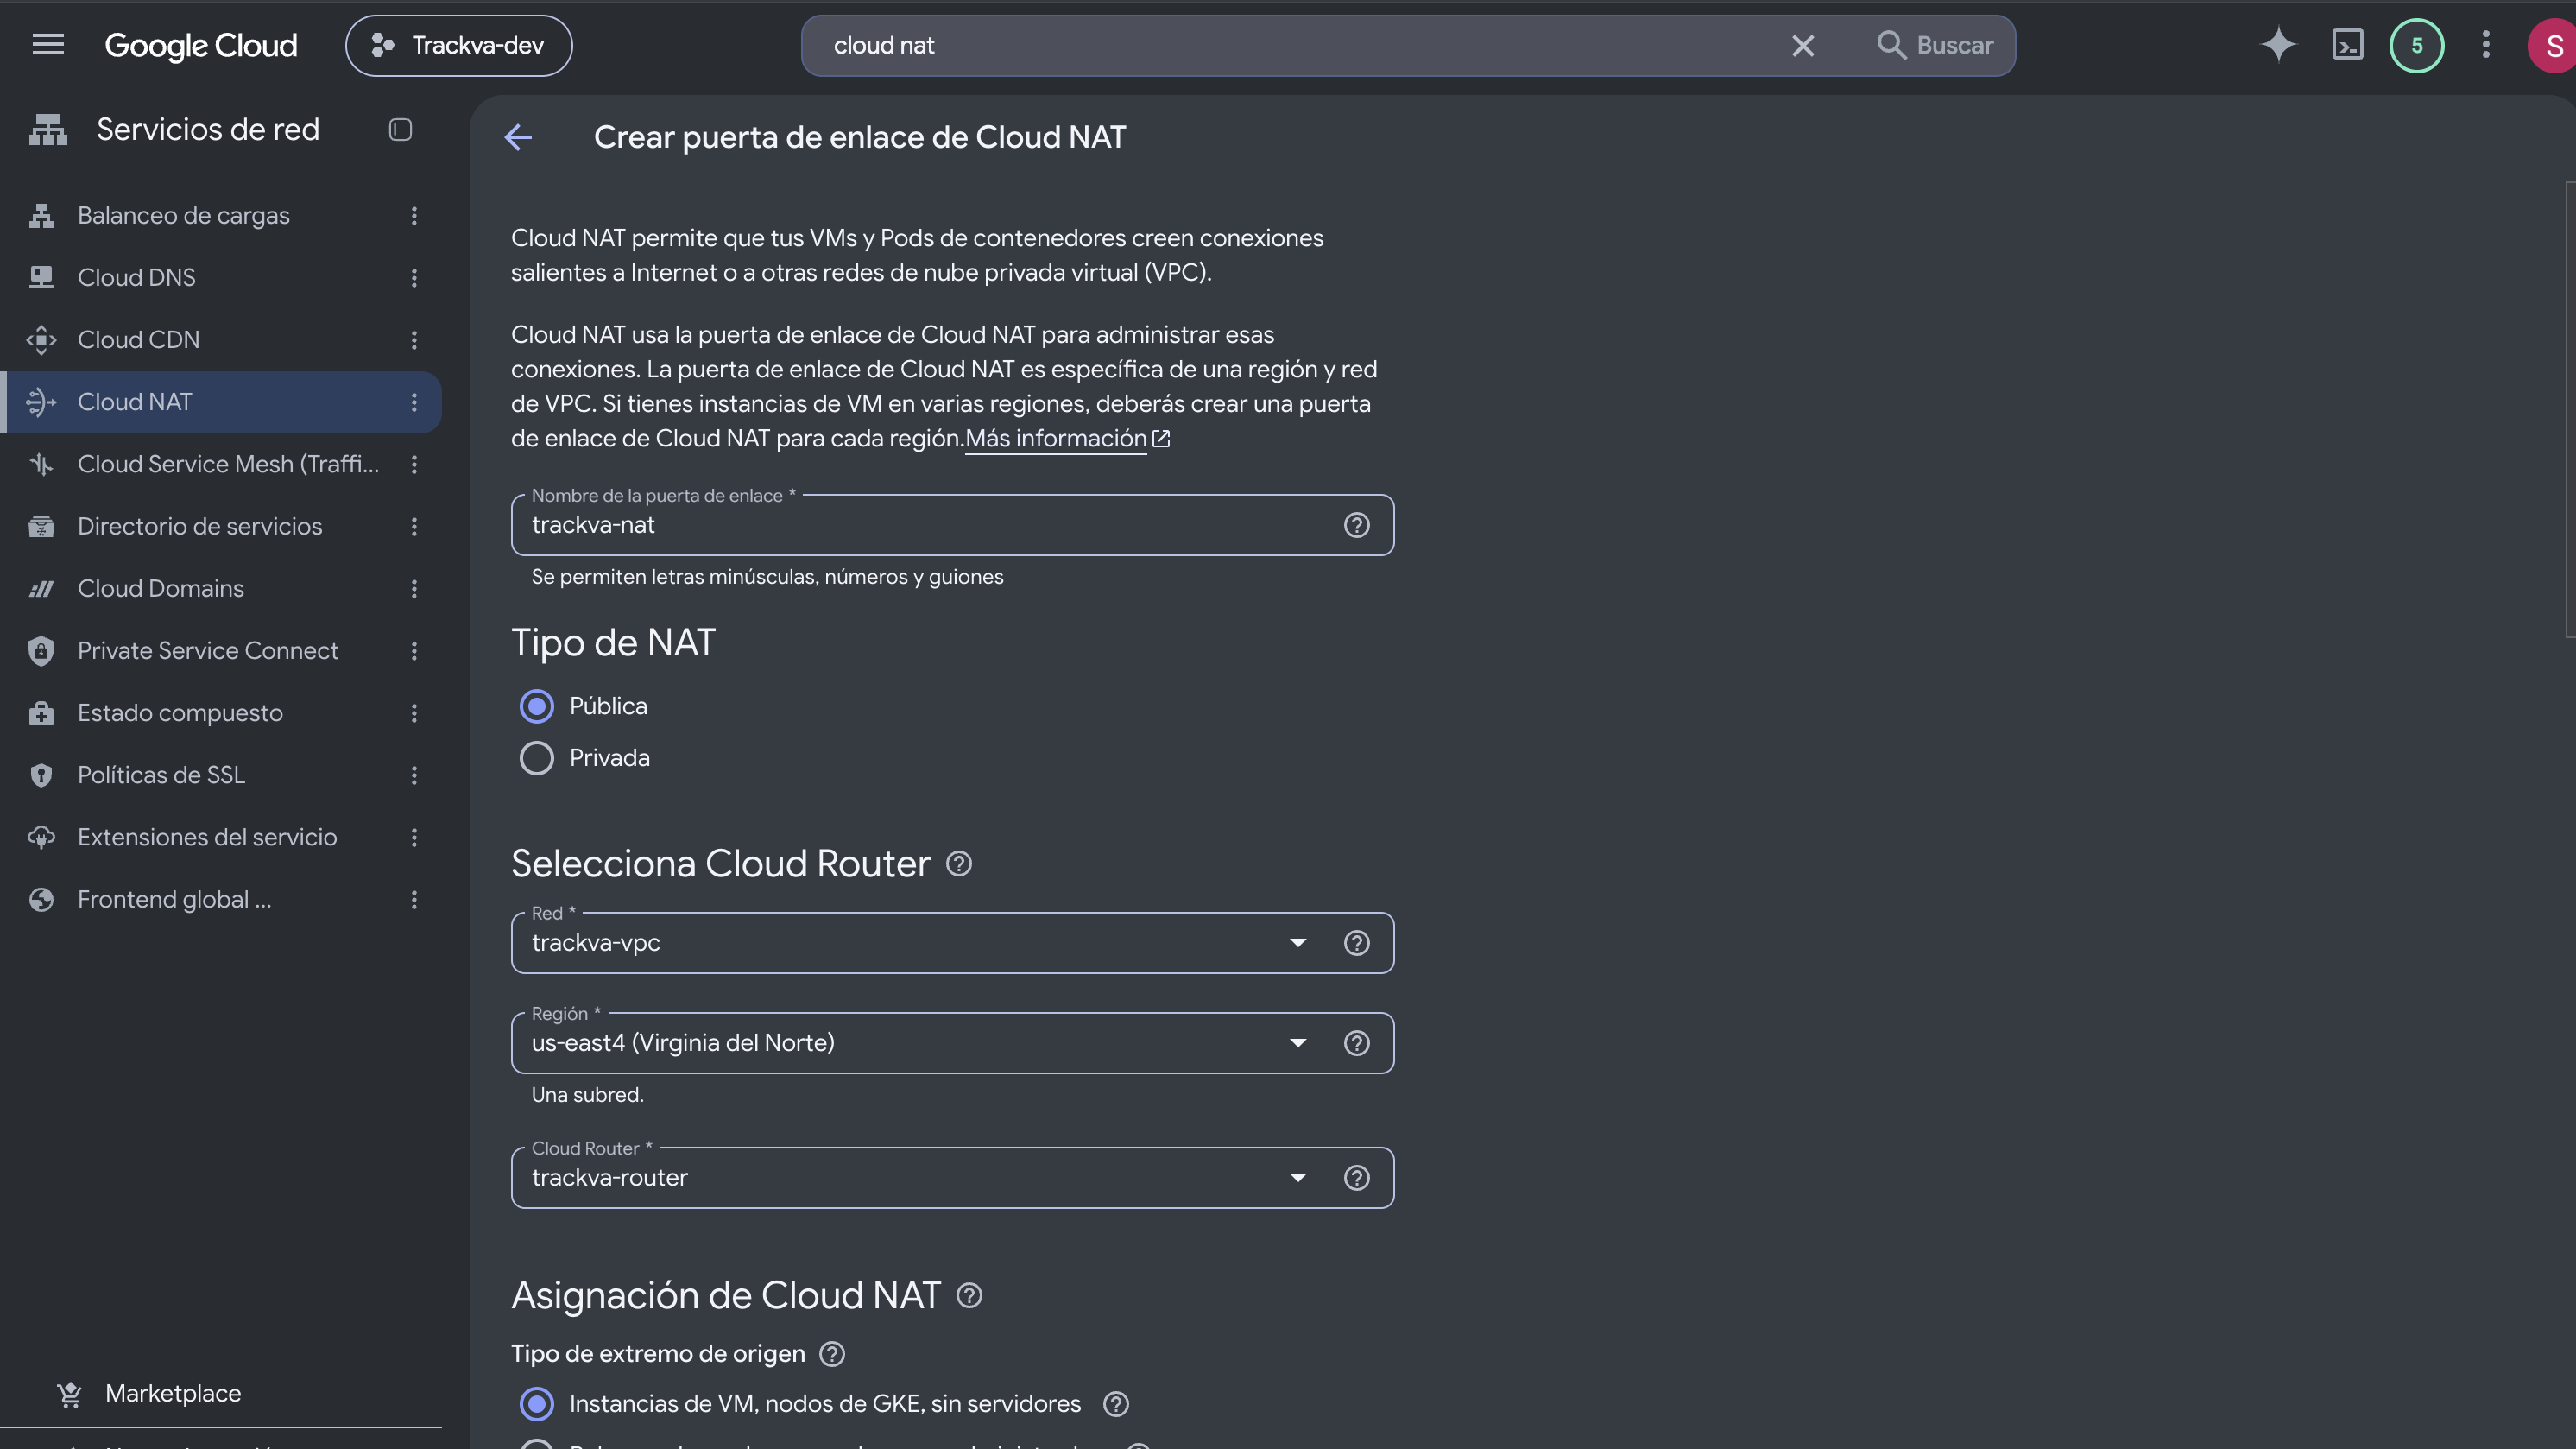 Google Cloud
Trackva-dev
cloud nat
Buscar
5
S
Servicios de red
Balanceo de cargas
Cloud DNS
Cloud CDN
Cloud NAT
Cloud Service Mesh (Traffi...
Directorio de servicios
Cloud Domains
Private Service Connect
Estado compuesto
Políticas de SSL
Extensiones del servicio
Frontend global ...
Marketplace
Crear puerta de enlace de Cloud NAT
Cloud NAT permite que tus VMs y Pods de contenedores creen conexiones
salientes a Internet o a otras redes de nube privada virtual (VPC).
Cloud NAT usa la puerta de enlace de Cloud NAT para administrar esas
conexiones. La puerta de enlace de Cloud NAT es específica de una región y red
de VPC. Si tienes instancias de VM en varias regiones, deberás crear una puerta
de enlace de Cloud NAT para cada región.Más información
Nombre de la puerta de enlace *
trackva-nat
Se permiten letras minúsculas, números y guiones
Tipo de NAT
Pública
Privada
Selecciona Cloud Router
Red *
trackva-vpc
Región *
us-east4 (Virginia del Norte)
Una subred.
Cloud Router *
trackva-router
Asignación de Cloud NAT
Tipo de extremo de origen
Instancias de VM, nodos de GKE, sin servidores